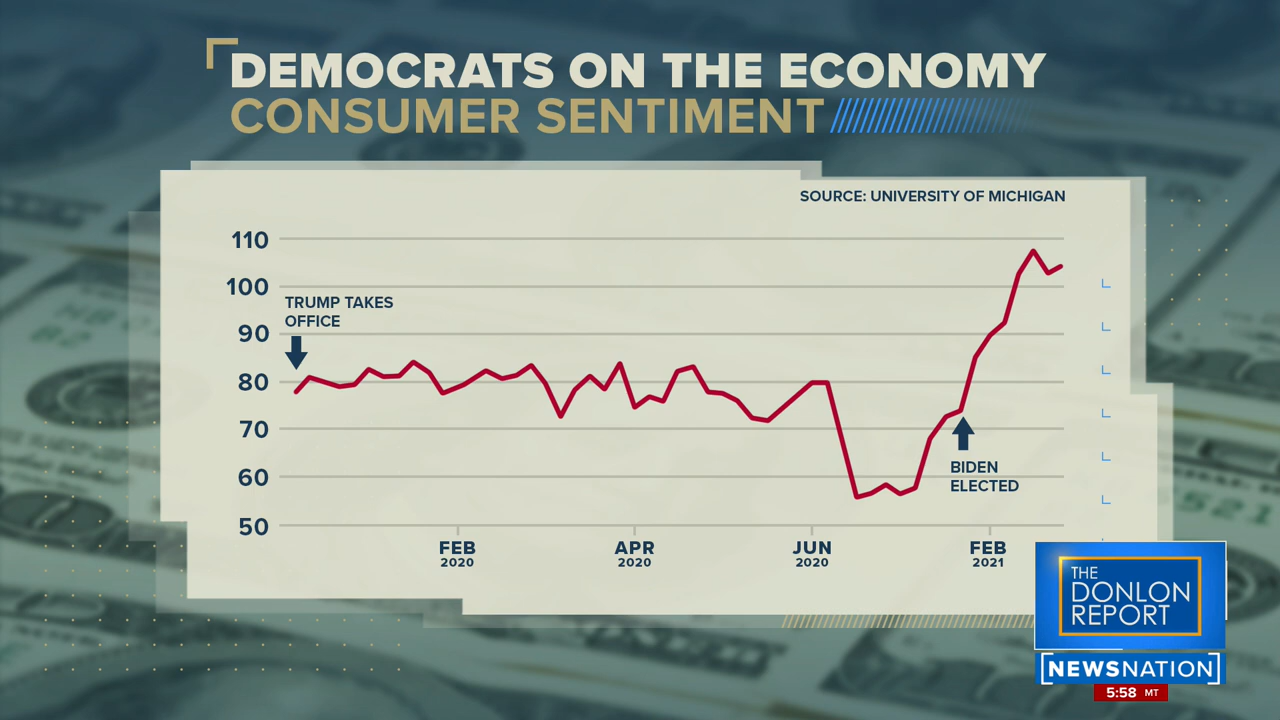 DEMOCRATS ON THE ECONOMY
CONSUMER SENTIMENT
SOURCE: UNIVERSITY OF MICHIGAN
110
100
TRUMP TAKES
OFFICE
90
80
70
60
BIDEN
ELECTED
50
FEB
2020
APR
2020
JUN
2020
FEB
2021
THE
DONLON
REPORT
NEWSNATION
5:58 MT